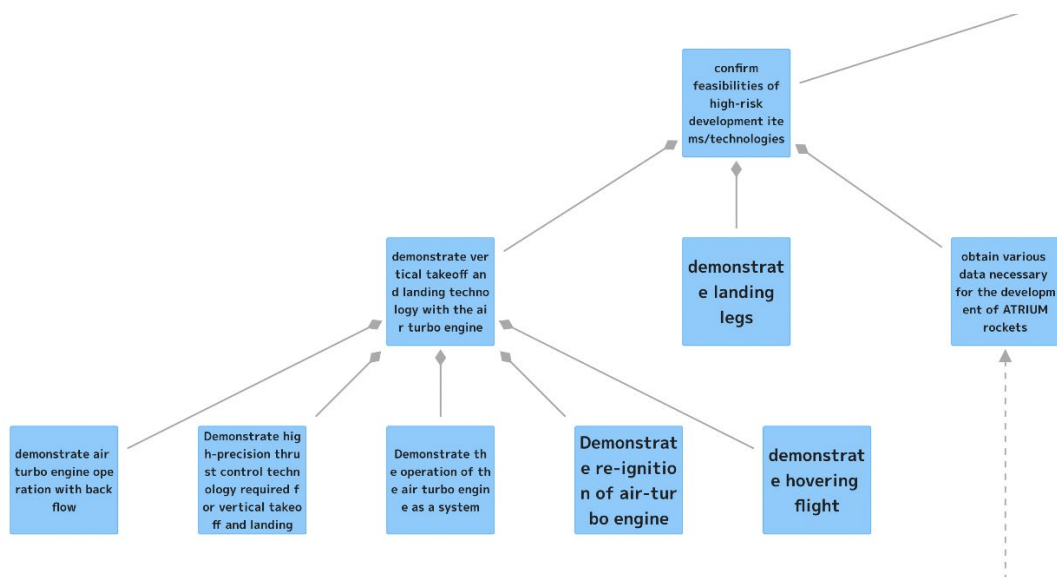 confirm
feasibilities of
high-risk
development ite
ms/technologies
demonstrate ver
tical takeoff an
d landing techno
logy with the ai
r turbo engine
demonstrat
e landing
legs
obtain various
data necessary
for the developm
ent of ATRIUM
rockets
demonstrate air
turbo engine ope
ration with back
flow
Demonstrate hig
h-precision thru
st control techn
ology required f
or vertical takeo
ff and landing
Demonstrate th
e operation of th
e air turbo engin
e as a system
Demonstrat
e re-ignitio
n of air-tur
bo engine
demonstrat
e hovering
flight